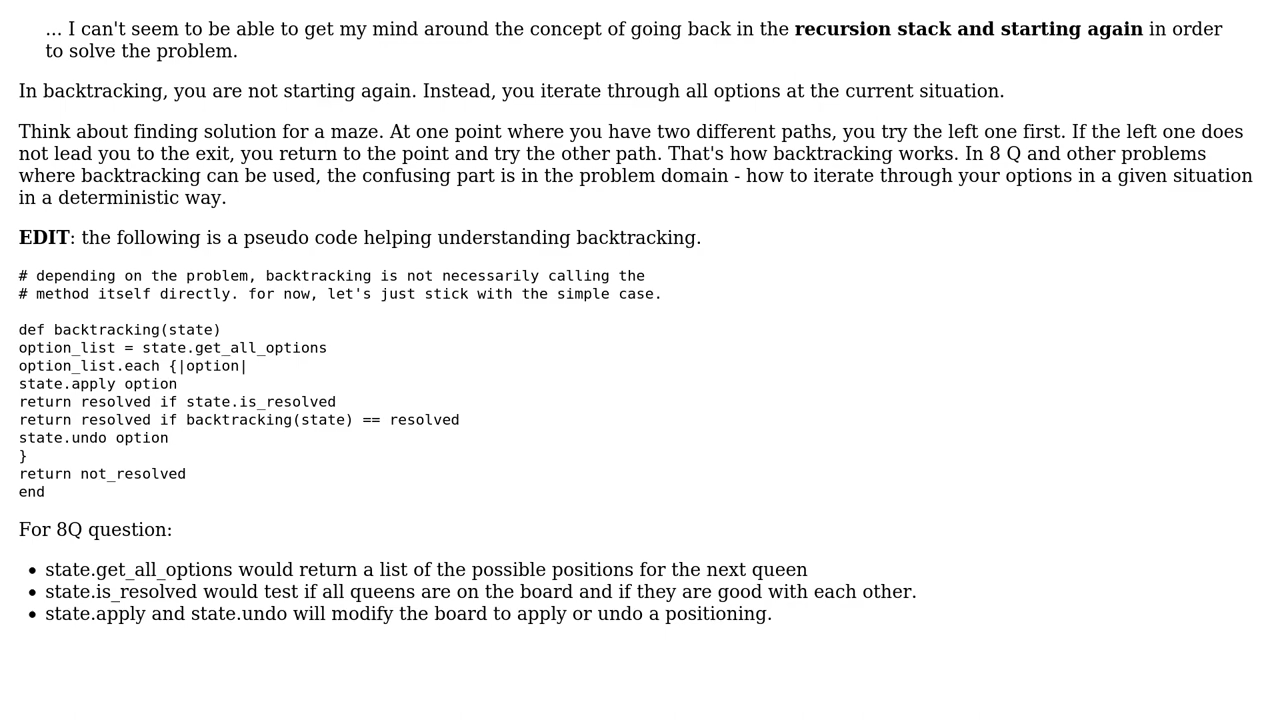 ... I can't seem to be able to get my mind around the concept of going back in the recursion stack and starting again in order
to solve the problem.
In backtracking, you are not starting again. Instead, you iterate through all options at the current situation.
Think about finding solution for a maze. At one point where you have two different paths, you try the left one first. If the left one does
not lead you to the exit, you return to the point and try the other path. That's how backtracking works. In 8 Q and other problems
where backtracking can be used, the confusing part is in the problem domain - how to iterate through your options in a given situation
in a deterministic way.
EDIT: the following is a pseudo code helping understanding backtracking.
# depending on the problem, backtracking is not necessarily calling the
# method itself directly. for now, let's just stick with the simple case.
def backtracking(state)
option_list = state.get_all_options
option_list.each {|option|
state.apply option
return resolved if state.is_resolved
return resolved if backtracking(state) == resolved
state.undo option
}
return not_resolved
end
For 8Q question:
• state.get_all_options would return a list of the possible positions for the next queen
• state.is_resolved would test if all queens are on the board and if they are good with each other.
• state.apply and state.undo will modify the board to apply or undo a positioning.